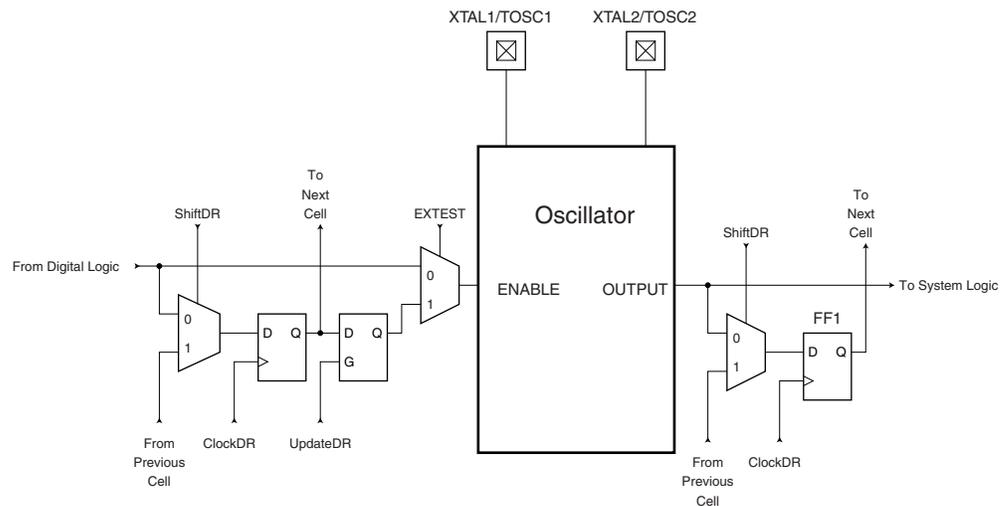 XTAL1/TOSC1
XTAL2/TOSC2
To
Next
Cell
ShiftDR
EXTEST
From Digital Logic
0
1
D
Q
D
Q
G
0
1
From
Previous
Cell
ClockDR
UpdateDR
Oscillator
ENABLE
OUTPUT
To
Next
Cell
ShiftDR
To System Logic
FF1
0
1
D
Q
From
Previous
Cell
ClockDR